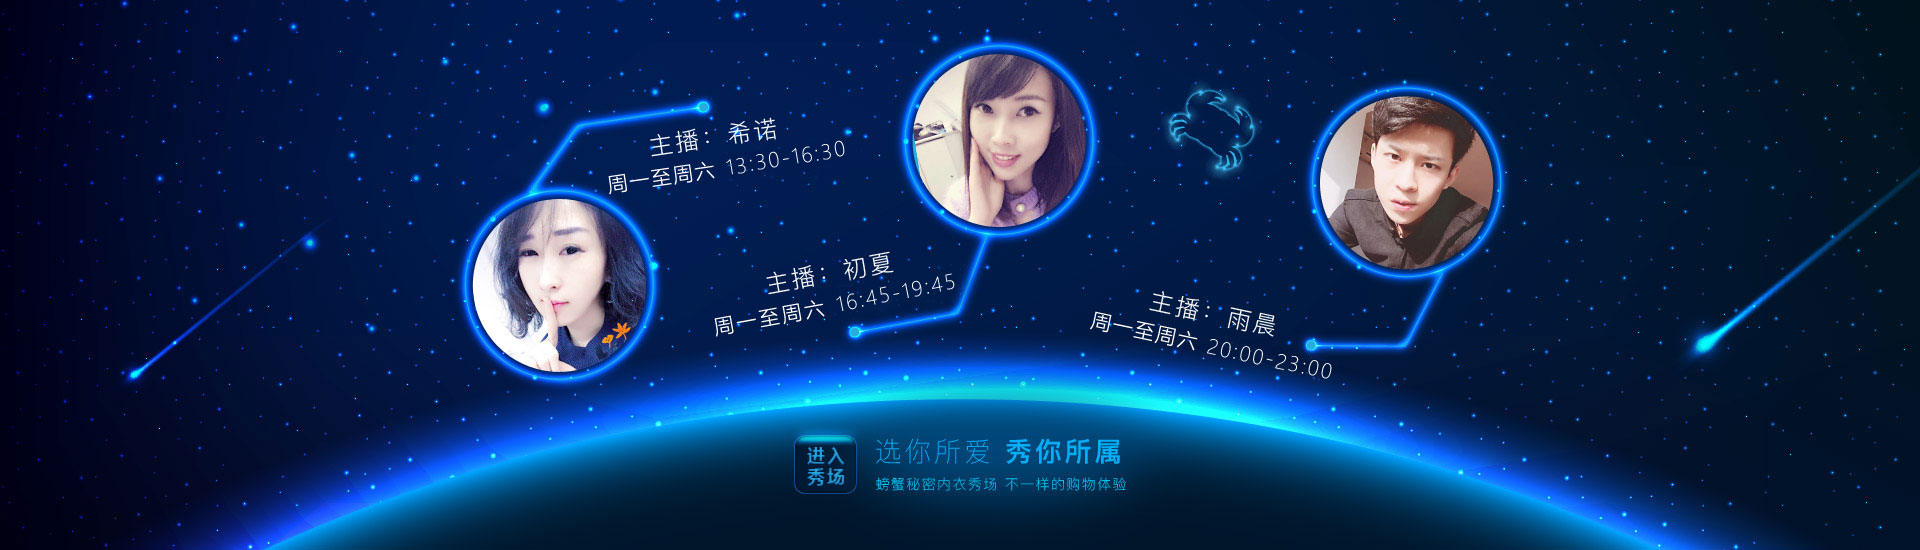 主播：希诺
周一至周六 13:30-16:30
主播：初夏
周一至周六 16:45-19:45
主播：雨晨
周一至周六 20:00-23:00
进入
秀场
选你所爱 秀你所属
螃蟹秘密内衣秀场 不一样的购物体验